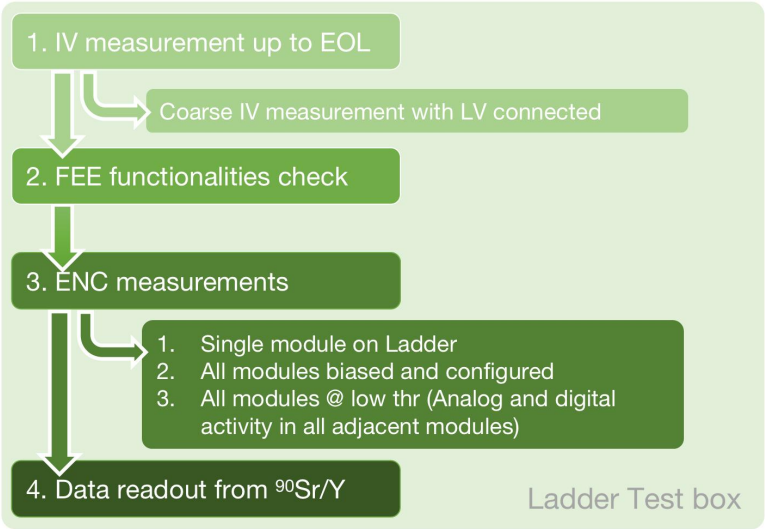 1. IV measurement up to EOL
Coarse IV measurement with LV connected
2. FEE functionalities check
3. ENC measurements
1. Single module on Ladder
2. All modules biased and configured
3. All modules @ low thr (Analog and digital
activity in all adjacent modules)
4. Data readout from ⁹⁰Sr/Y
Ladder Test box